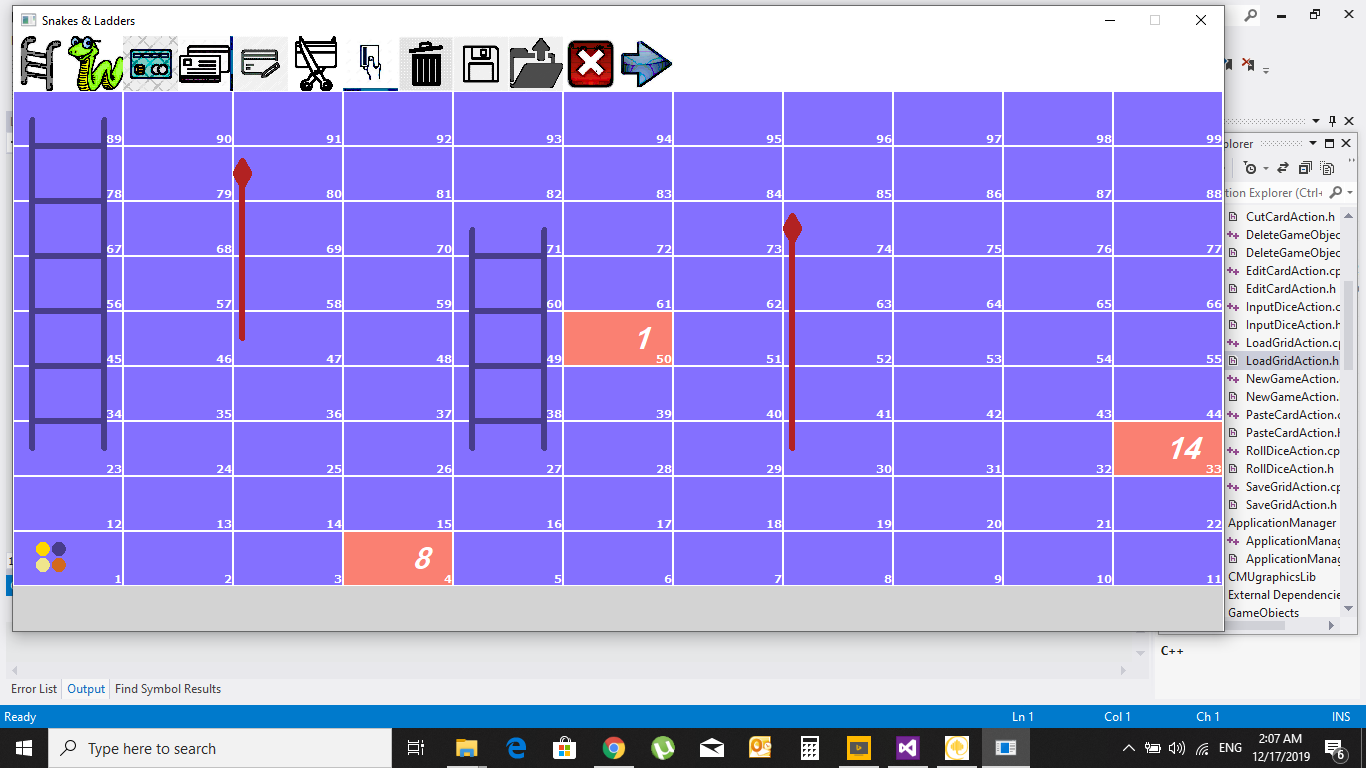 Snakes & Ladders
89 90 91 92 93 94 95 96 97 98 99
78 79 80 81 82 83 84 85 86 87 88
67 68 69 70 71 72 73 74 75 76 77
56 57 58 59 60 61 62 63 64 65 66
1
45 46 47 48 49 50 51 52 53 54 55
34 35 36 37 38 39 40 41 42 43 44
14
23 24 25 26 27 28 29 30 31 32 33
12 13 14 15 16 17 18 19 20 21 22
8
1 2 3 4 5 6 7 8 9 10 11
plorer
tion Explorer (Ctrl+
CutCardAction.h
DeleteGameObjec
DeleteGameObjec
EditCardAction.cp
EditCardAction.h
InputDiceAction.c
InputDiceAction.h
LoadGridAction.cp
LoadGridAction.h
NewGameAction.
NewGameAction.
PasteCardAction.c
PasteCardAction.h
RollDiceAction.cp
RollDiceAction.h
SaveGridAction.cp
SaveGridAction.h
ApplicationManager
ApplicationManag
ApplicationManag
CMUgraphicsLib
External Dependencie
GameObjects
C++
Error List Output Find Symbol Results
Ready Ln 1 Col 1 Ch 1 INS
Type here to search
ENG
2:07 AM
12/17/2019
6